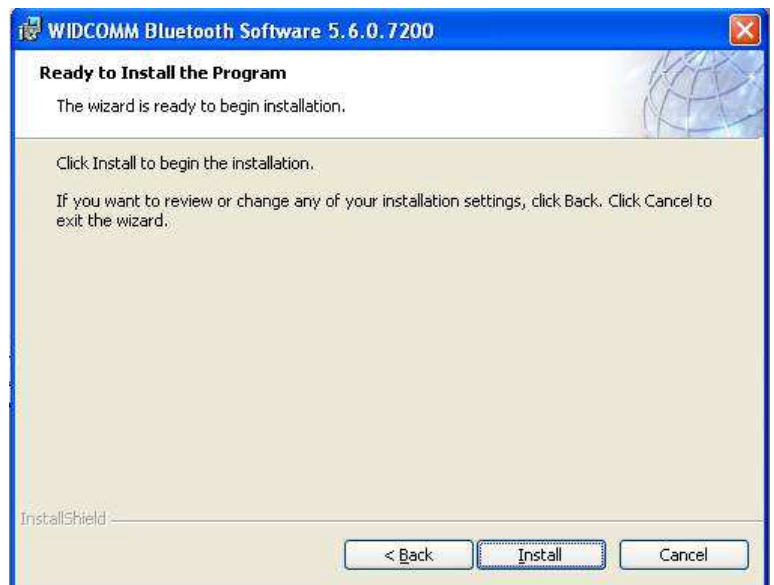 WIDCOMM Bluetooth Software 5.6.0.7200
Ready to Install the Program
The wizard is ready to begin installation.
Click Install to begin the installation.
If you want to review or change any of your installation settings, click Back. Click Cancel to
exit the wizard.
InstallShield
< Back Install Cancel